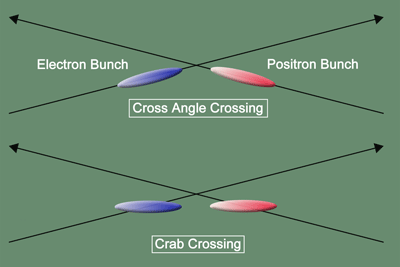 Electron Bunch
Positron Bunch
Cross Angle Crossing
Crab Crossing